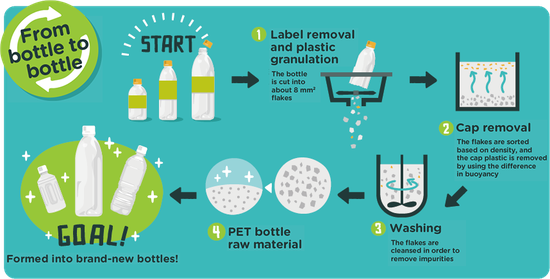 From
bottle to
bottle
START
1 Label removal
and plastic
granulation
The bottle
is cut into
about 8 mm²
flakes
2 Cap removal
The flakes are sorted
based on density, and
the cap plastic is removed
by using the difference
in buoyancy
3 Washing
The flakes are
cleansed in order to
remove impurities
4 PET bottle
raw material
GOAL!
Formed into brand-new bottles!